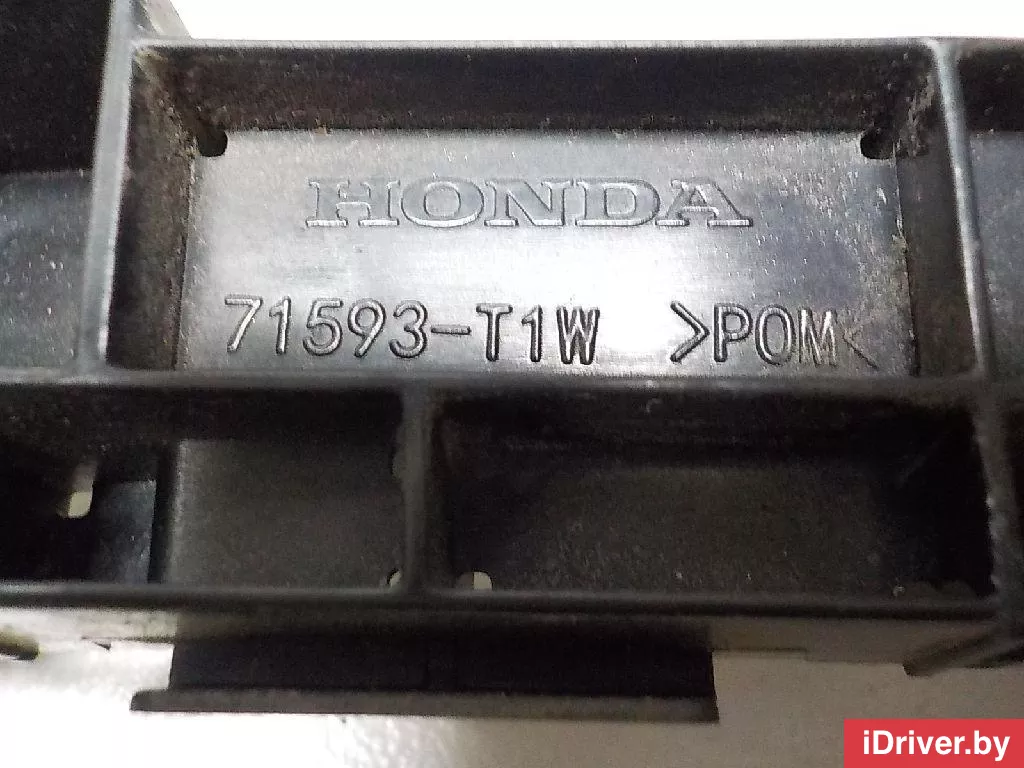 HONDA
71593-T1W >POM<
iDriver.by